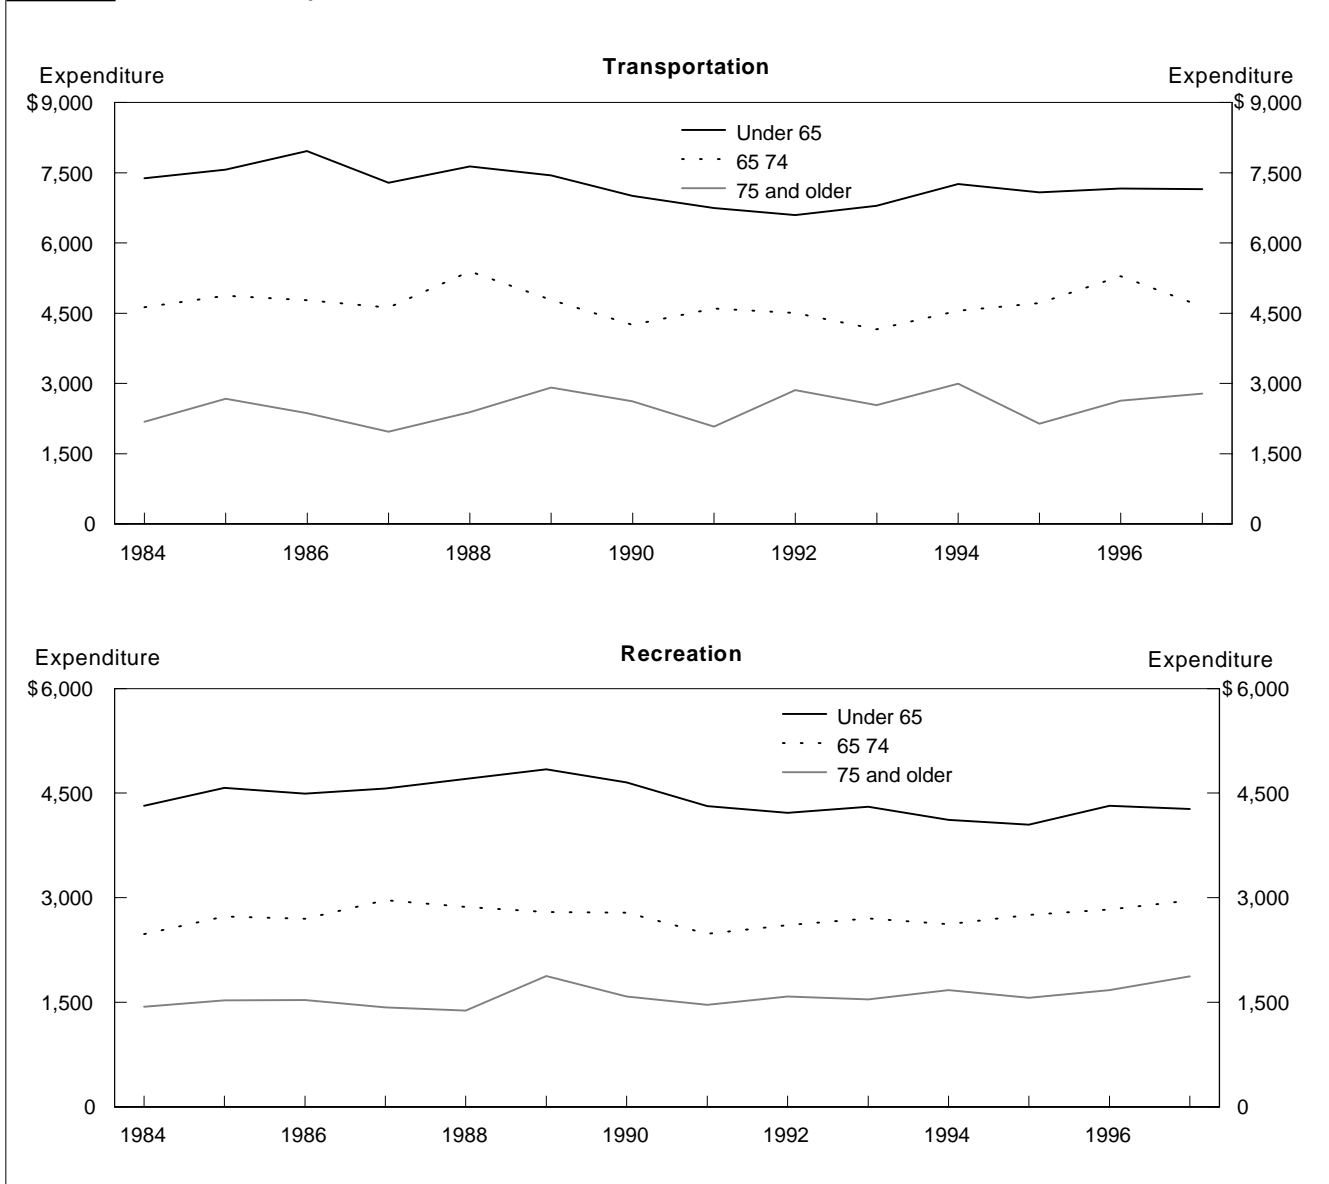 Transportation
Expenditure Expenditure
$9,000 $9,000
Under 65
65 74
7,500 7,500
75 and older
6,000 6,000
4,500 4,500
3,000 3,000
1,500 1,500
0 0
1984 1986 1988 1990 1992 1994 1996
Recreation
Expenditure Expenditure
$6,000 $6,000
Under 65
65 74
75 and older
4,500 4,500
3,000 3,000
1,500 1,500
0 0
1984 1986 1988 1990 1992 1994 1996